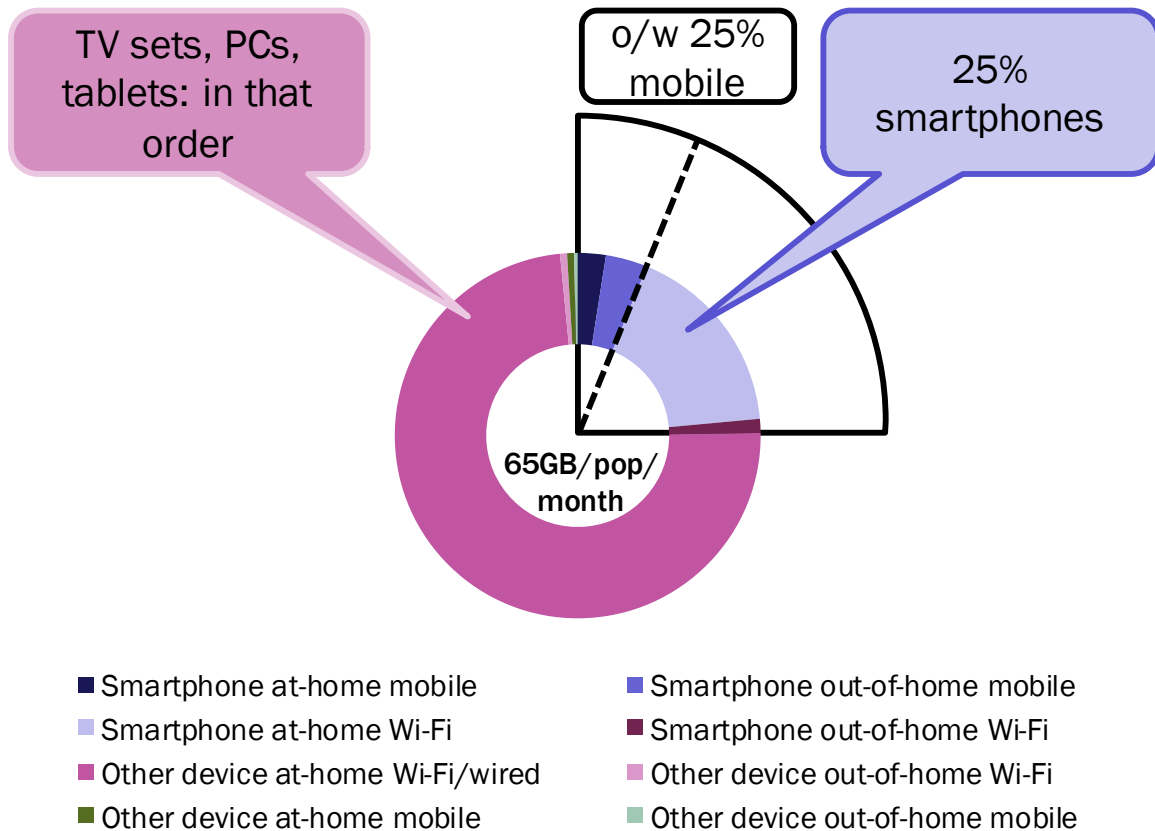 TV sets, PCs,
tablets: in that
order
o/w 25%
mobile
25%
smartphones
65GB/pop/
month
Smartphone at-home mobile
Smartphone out-of-home mobile
Smartphone at-home Wi-Fi
Smartphone out-of-home Wi-Fi
Other device at-home Wi-Fi/wired
Other device out-of-home Wi-Fi
Other device at-home mobile
Other device out-of-home mobile